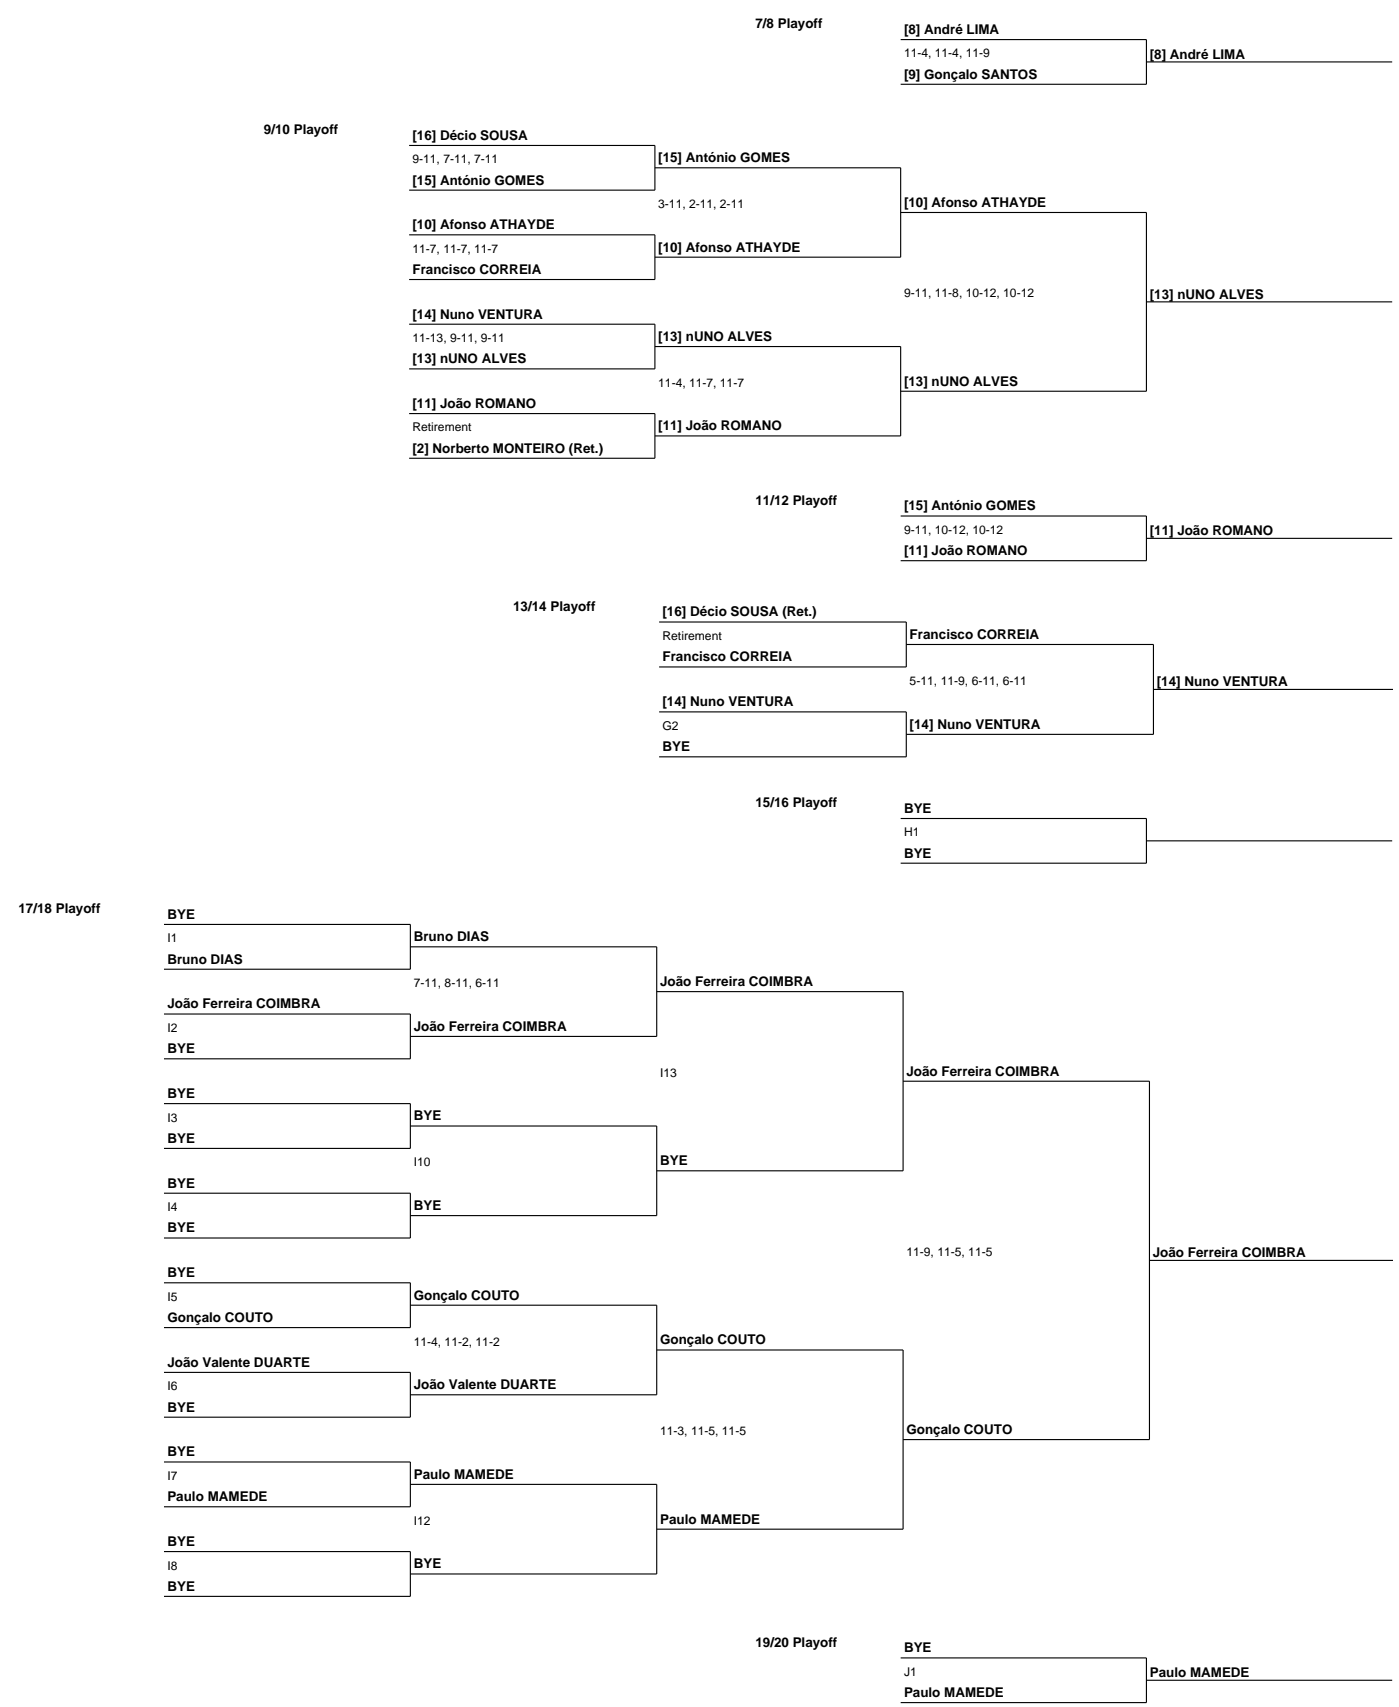 7/8 Playoff
[8] André LIMA
11-4, 11-4, 11-9
[8] André LIMA
[9] Gonçalo SANTOS
9/10 Playoff
[16] Décio SOUSA
9-11, 7-11, 7-11
[15] António GOMES
[15] António GOMES
3-11, 2-11, 2-11
[10] Afonso ATHAYDE
[10] Afonso ATHAYDE
11-7, 11-7, 11-7
[10] Afonso ATHAYDE
Francisco CORREIA
9-11, 11-8, 10-12, 10-12
[13] nUNO ALVES
[14] Nuno VENTURA
11-13, 9-11, 9-11
[13] nUNO ALVES
[13] nUNO ALVES
11-4, 11-7, 11-7
[13] nUNO ALVES
[11] João ROMANO
Retirement
[11] João ROMANO
[2] Norberto MONTEIRO (Ret.)
11/12 Playoff
[15] António GOMES
9-11, 10-12, 10-12
[11] João ROMANO
[11] João ROMANO
13/14 Playoff
[16] Décio SOUSA (Ret.)
Retirement
Francisco CORREIA
Francisco CORREIA
5-11, 11-9, 6-11, 6-11
[14] Nuno VENTURA
[14] Nuno VENTURA
G2
[14] Nuno VENTURA
BYE
15/16 Playoff
BYE
H1
BYE
17/18 Playoff
BYE
I1
Bruno DIAS
Bruno DIAS
7-11, 8-11, 6-11
João Ferreira COIMBRA
João Ferreira COIMBRA
I2
João Ferreira COIMBRA
BYE
I13
João Ferreira COIMBRA
BYE
I3
BYE
BYE
I10
BYE
BYE
I4
BYE
BYE
11-9, 11-5, 11-5
João Ferreira COIMBRA
BYE
I5
Gonçalo COUTO
Gonçalo COUTO
11-4, 11-2, 11-2
Gonçalo COUTO
João Valente DUARTE
I6
João Valente DUARTE
BYE
11-3, 11-5, 11-5
Gonçalo COUTO
BYE
I7
Paulo MAMEDE
Paulo MAMEDE
I12
Paulo MAMEDE
BYE
I8
BYE
BYE
19/20 Playoff
BYE
J1
Paulo MAMEDE
Paulo MAMEDE